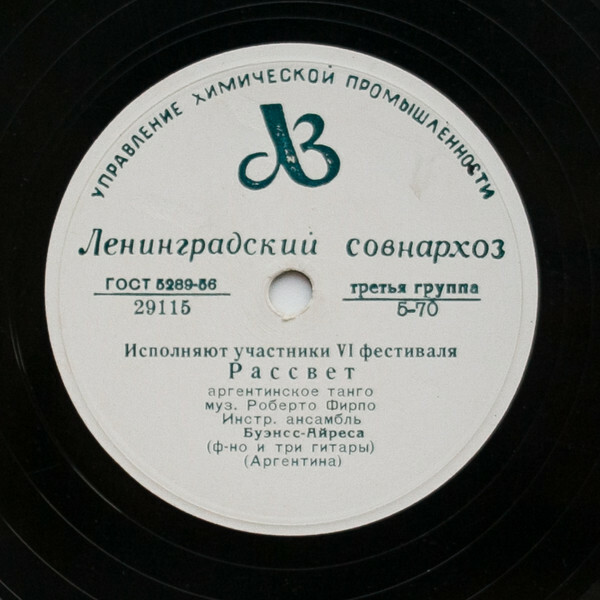 УПРАВЛЕНИЕ ХИМИЧЕСКОЙ ПРОМЫШЛЕННОСТИ
ЛЗ
Ленинградский совнархоз
ГОСТ 5289-56
29115
третья группа
5-70
Исполняют участники VI фестиваля
Рассвет
аргентинское танго
муз. Роберто Фирпо
Инстр. ансамбль
Буэнсс-Айреса
(ф-но и три гитары)
(Аргентина)